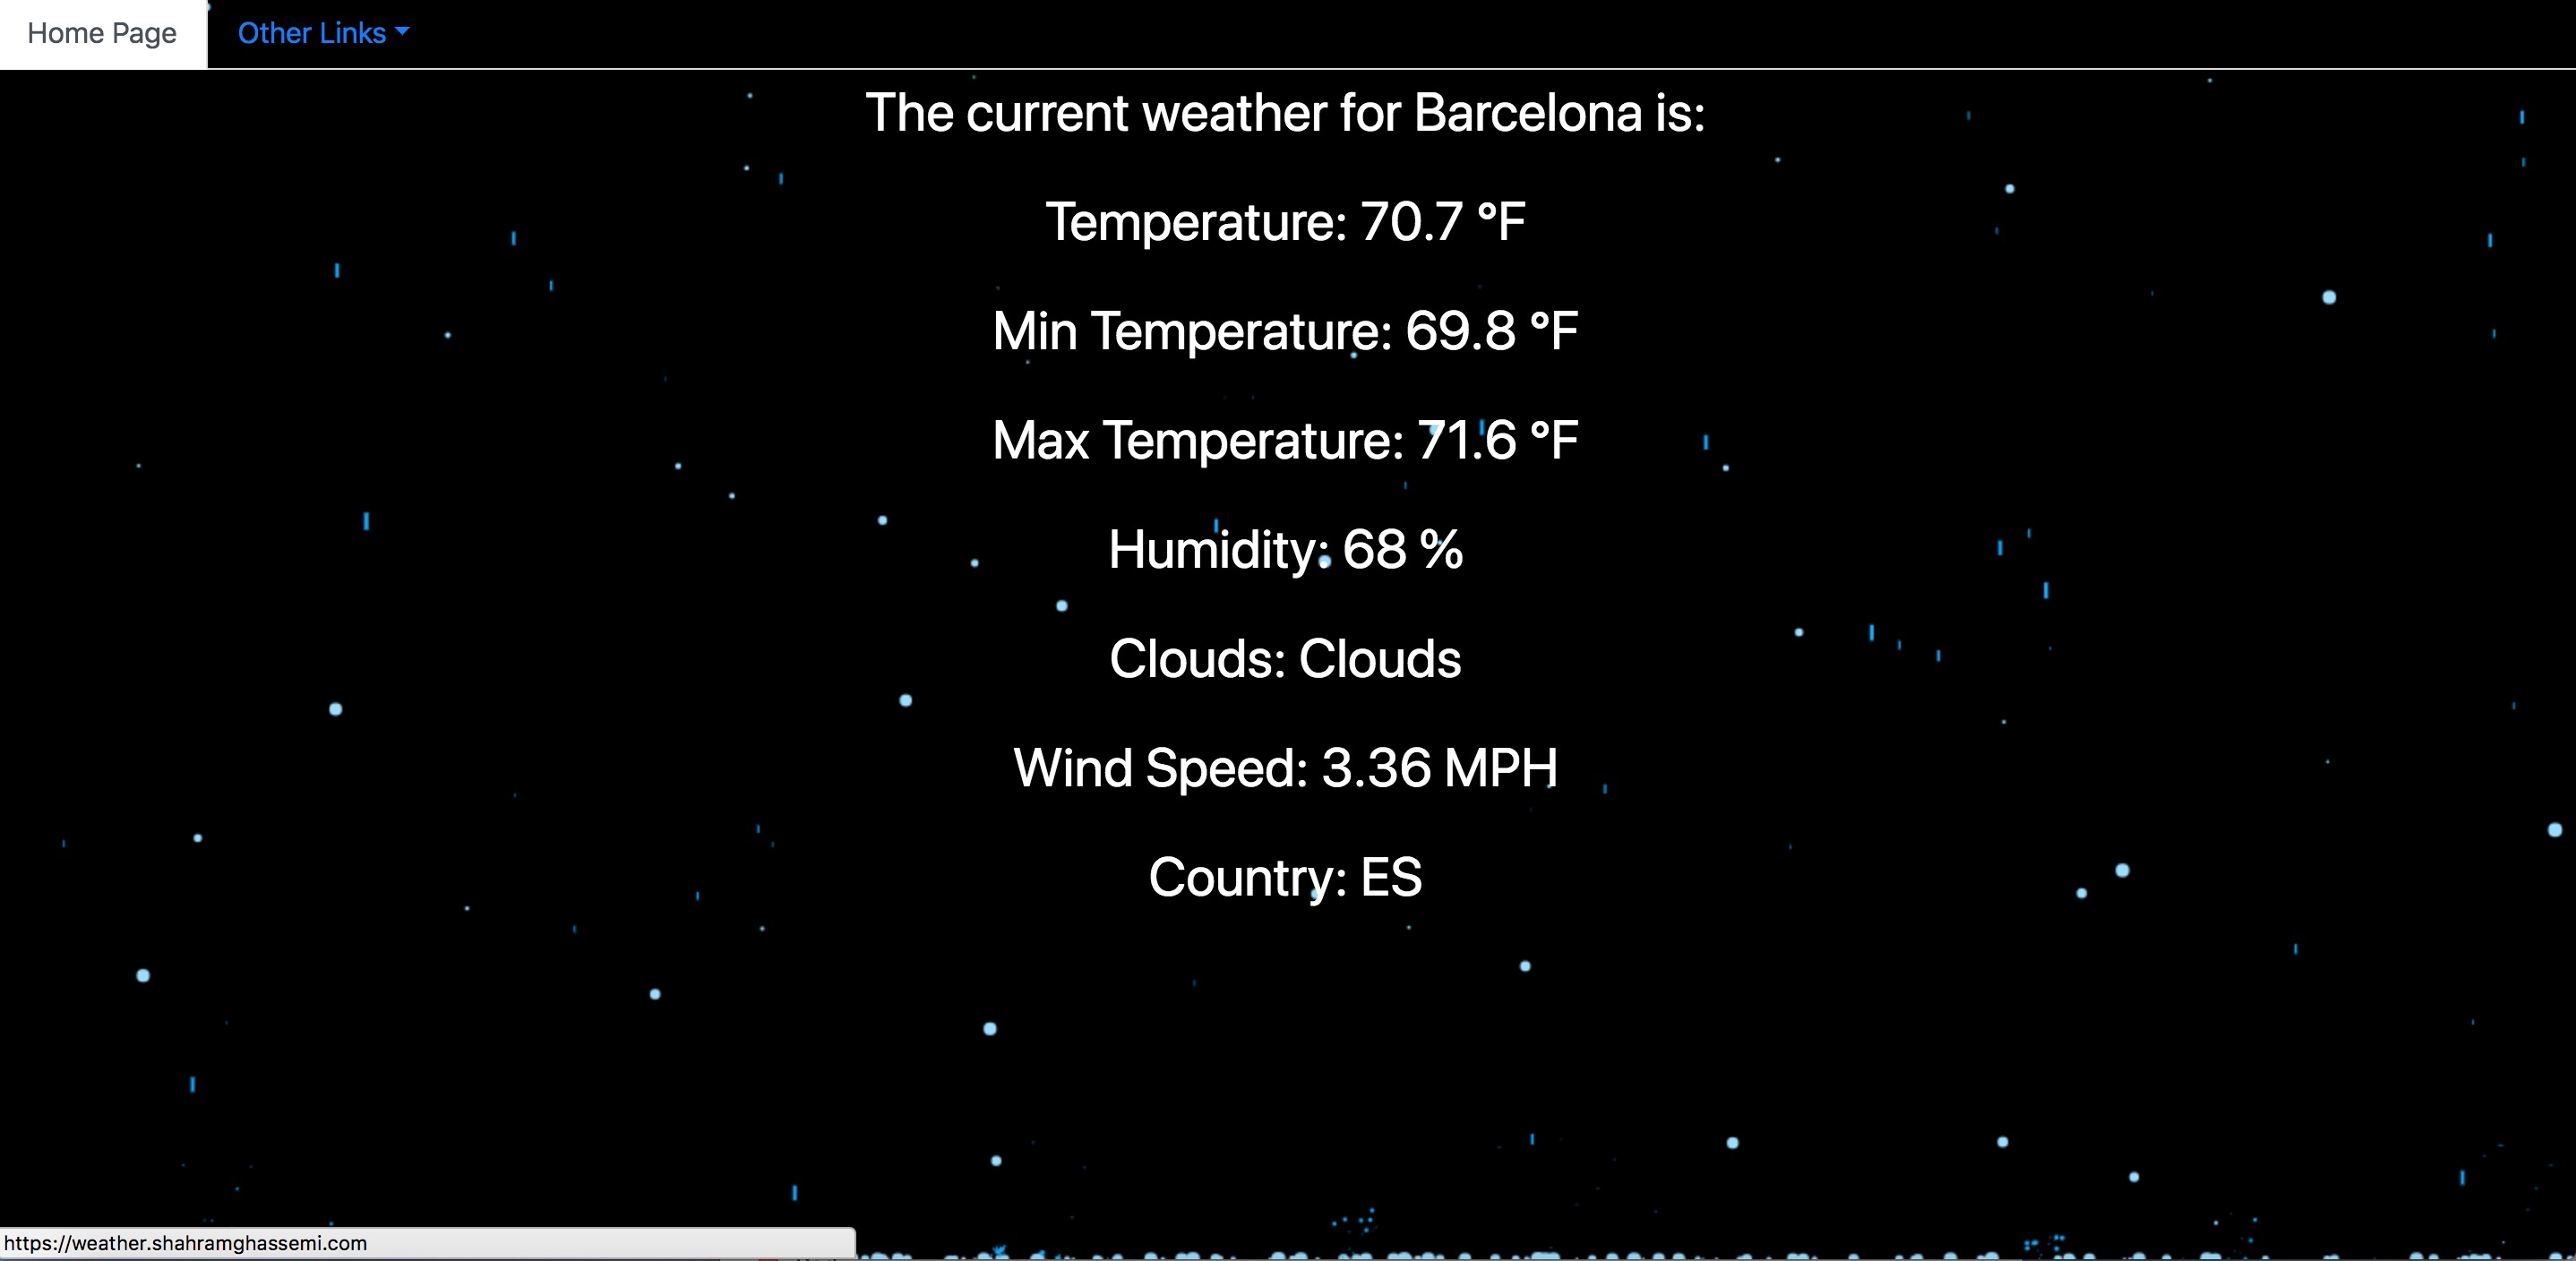 Home Page
Other Links
The current weather for Barcelona is:
Temperature: 70.7 °F
Min Temperature: 69.8 °F
Max Temperature: 71.6 °F
Humidity: 68 %
Clouds: Clouds
Wind Speed: 3.36 MPH
Country: ES
https://weather.shahramghassemi.com